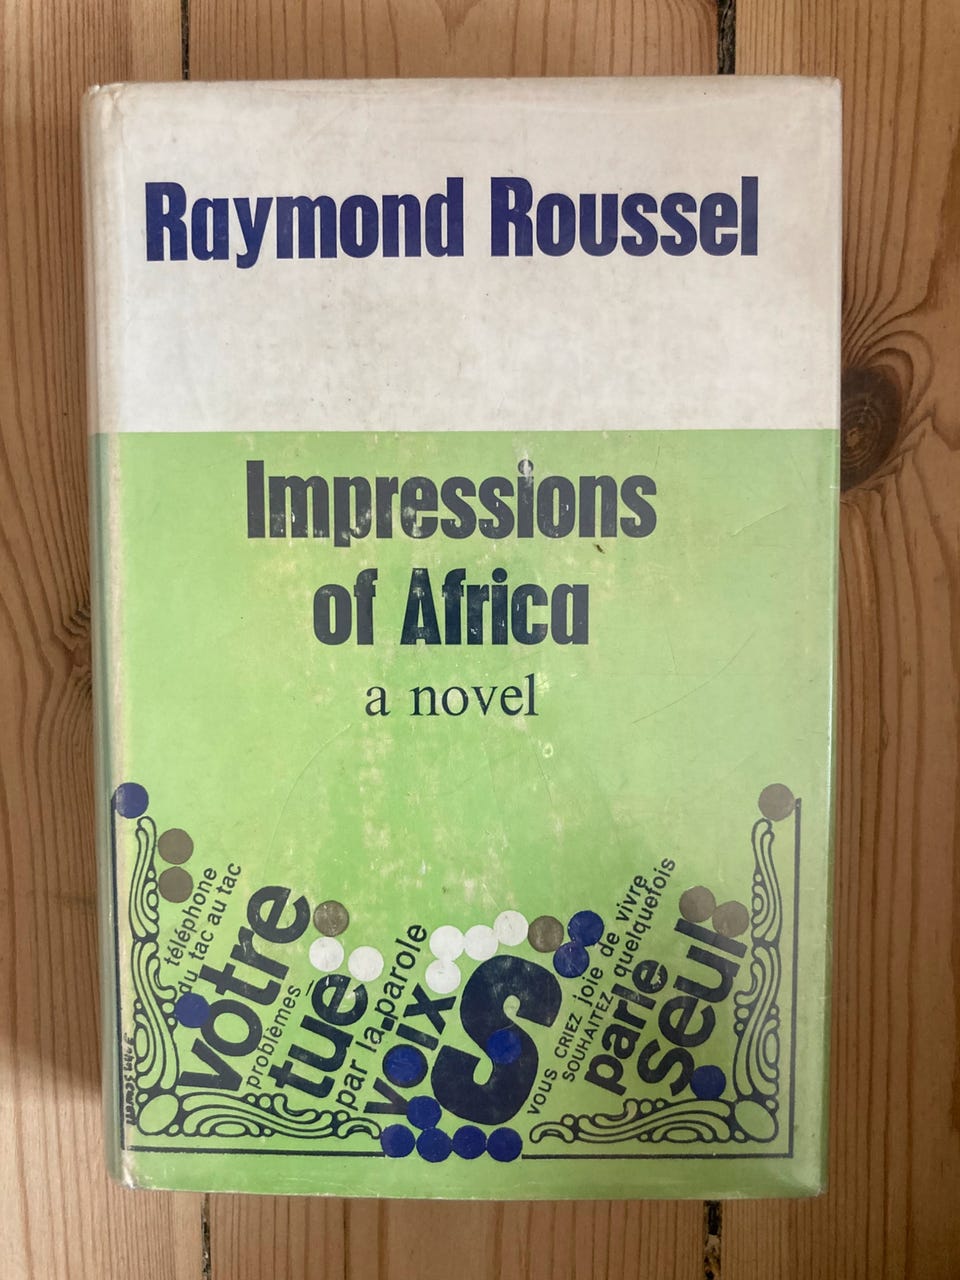 Raymond Roussel
Impressions
of Africa
a novel
téléphone
du tac au tac
votre
problèmes
tue
par la parole
voix
S
vous CRIEZ joie de vivre
SOUHAITEZ quelquefois
parle
seul